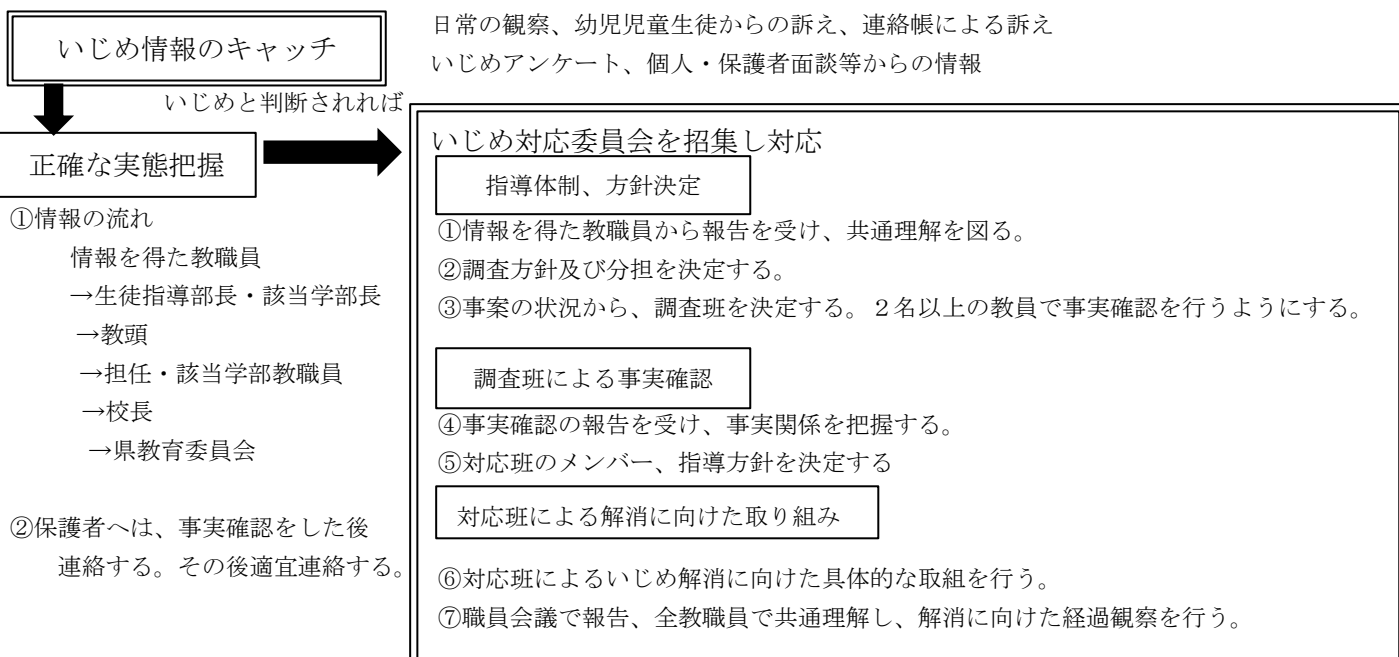 いじめ情報のキャッチ
日常の観察、幼児児童生徒からの訴え、連絡帳による訴え
いじめアンケート、個人・保護者面談等からの情報
いじめと判断されれば
正確な実態把握
①情報の流れ
情報を得た教職員
→生徒指導部長・該当学部長
→教頭
→担任・該当学部教職員
→校長
→県教育委員会
②保護者へは、事実確認をした後
連絡する。その後適宜連絡する。
いじめ対応委員会を招集し対応
指導体制、方針決定
①情報を得た教職員から報告を受け、共通理解を図る。
②調査方針及び分担を決定する。
③事案の状況から、調査班を決定する。２名以上の教員で事実確認を行うようにする。
調査班による事実確認
④事実確認の報告を受け、事実関係を把握する。
⑤対応班のメンバー、指導方針を決定する
対応班による解消に向けた取り組み
⑥対応班によるいじめ解消に向けた具体的な取組を行う。
⑦職員会議で報告、全教職員で共通理解し、解消に向けた経過観察を行う。